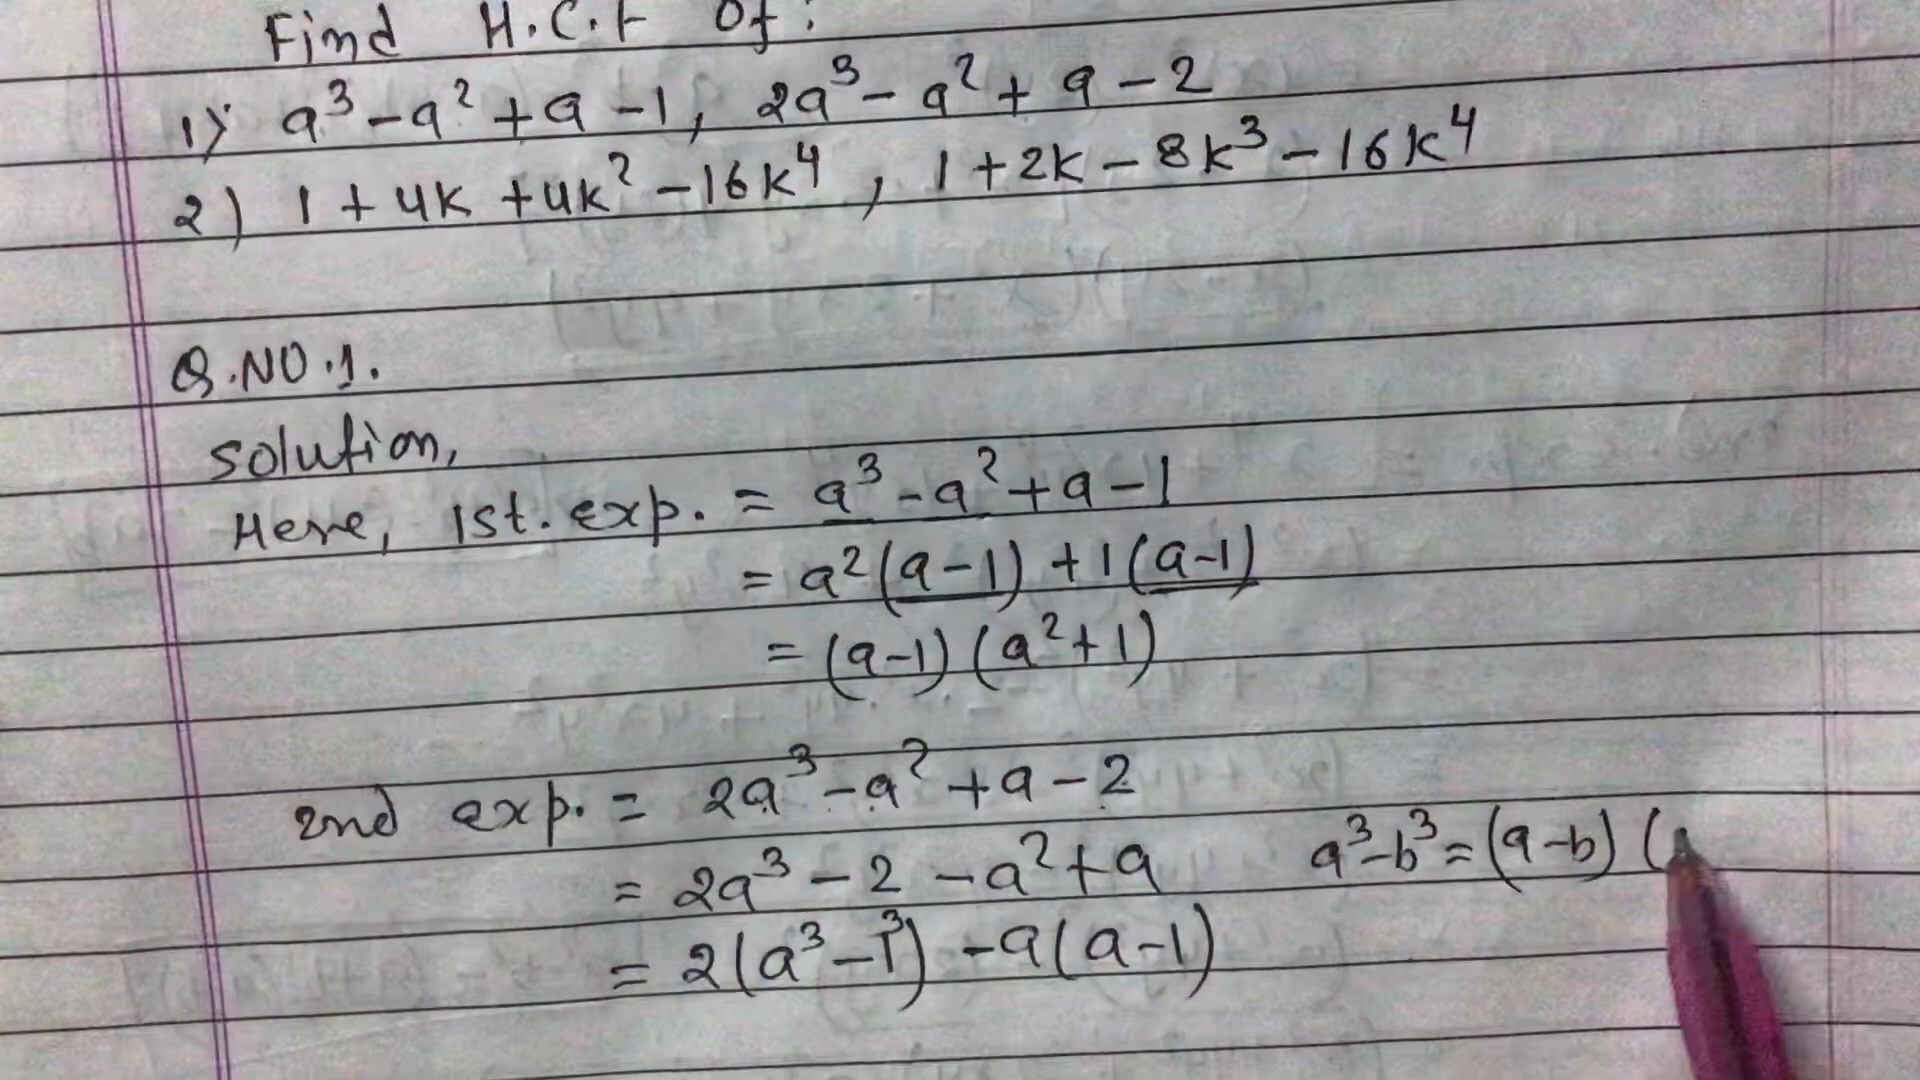 Find H.C.F of:
1) a³-a²+a-1, 2a³-a²+a-2
2) 1+4k+4k²-16k⁴, 1+2k-8k³-16k⁴
Q.NO.1.
solution,
Here, 1st. exp. = a³-a²+a-1
= a²(a-1)+1(a-1)
= (a-1)(a²+1)
2nd exp. = 2a³-a²+a-2
= 2a³-2-a²+a a³-b³=(a-b)(
= 2(a³-1³)-a(a-1)